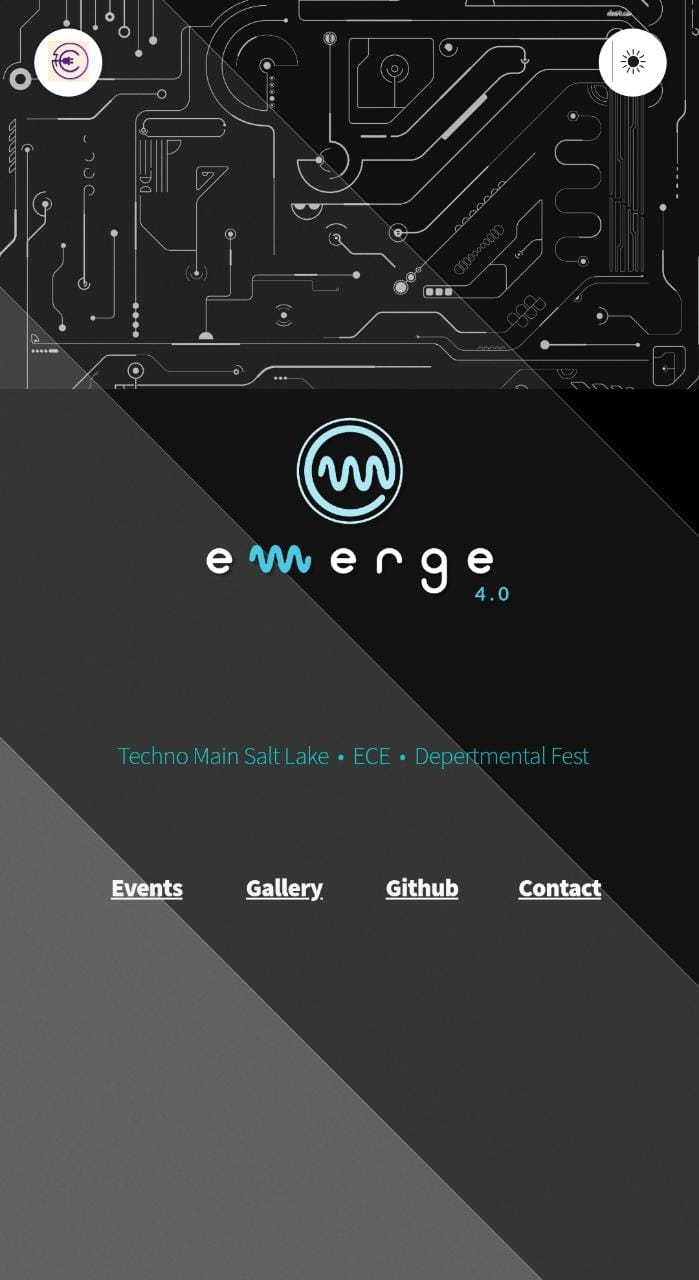 emerge
4.0
Techno Main Salt Lake • ECE • Depertmental Fest
Events Gallery Github Contact